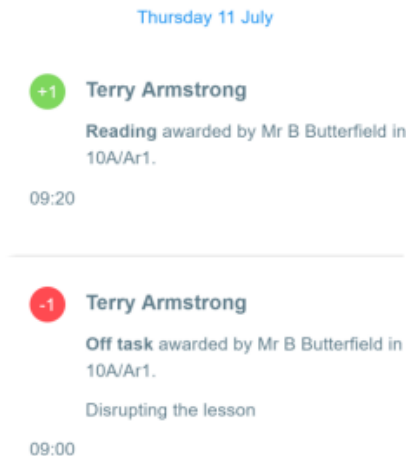 Thursday 11 July
+1
Terry Armstrong
Reading awarded by Mr B Butterfield in
10A/Ar1.
09:20
-1
Terry Armstrong
Off task awarded by Mr B Butterfield in
10A/Ar1.
Disrupting the lesson
09:00